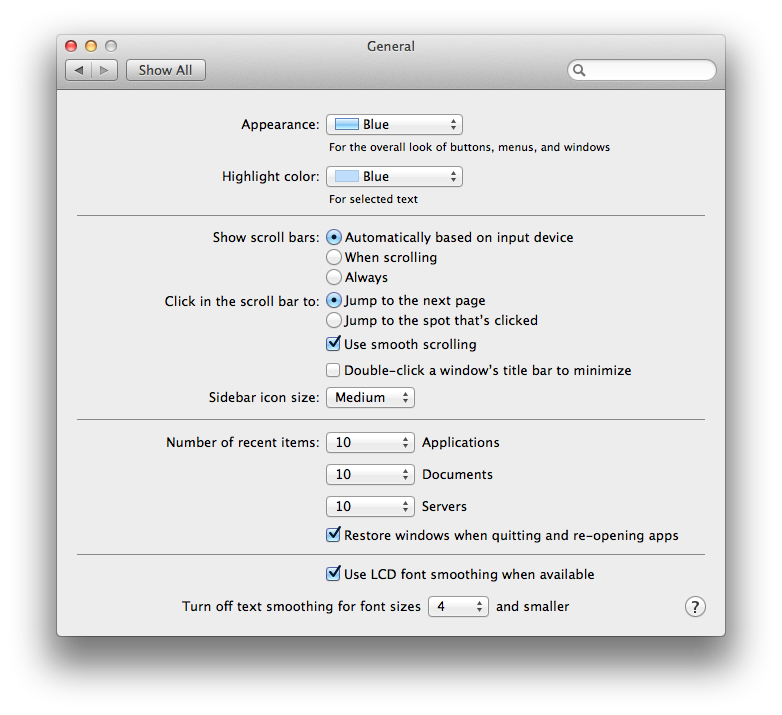 General
Show All
Appearance: Blue
For the overall look of buttons, menus, and windows
Highlight color: Blue
For selected text
Show scroll bars: Automatically based on input device
When scrolling
Always
Click in the scroll bar to: Jump to the next page
Jump to the spot that's clicked
Use smooth scrolling
Double-click a window's title bar to minimize
Sidebar icon size: Medium
Number of recent items: 10 Applications
10 Documents
10 Servers
Restore windows when quitting and re-opening apps
Use LCD font smoothing when available
Turn off text smoothing for font sizes 4 and smaller ?